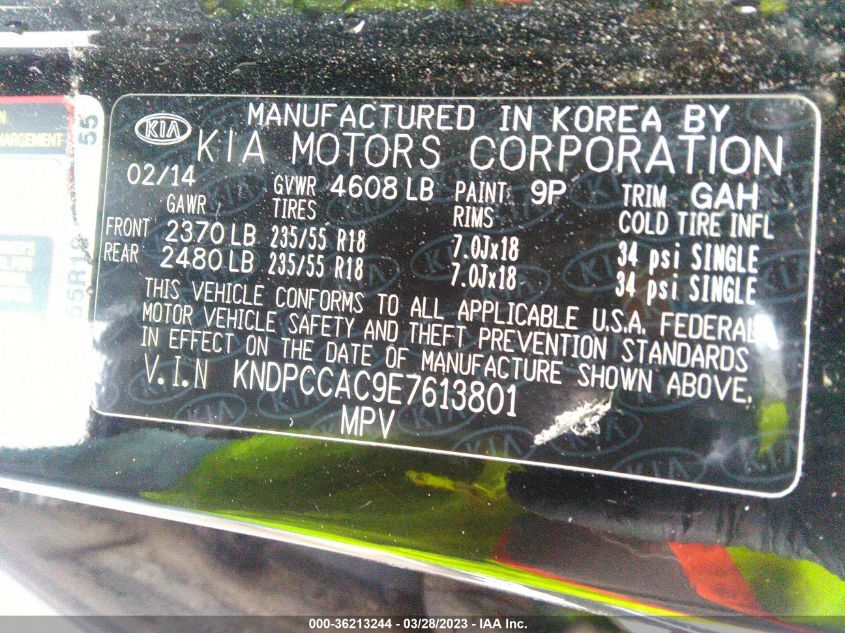 MANUFACTURED IN KOREA BY
KIA KIA MOTORS CORPORATION
02/14 GVWR 4608 LB PAINT 9P TRIM GAH
GAWR TIRES RIMS COLD TIRE INFL
FRONT 2370 LB 235/55 R18 7.0Jx18 34 psi SINGLE
REAR 2480 LB 235/55 R18 7.0Jx18 34 psi SINGLE
THIS VEHICLE CONFORMS TO ALL APPLICABLE U.S.A. FEDERAL
MOTOR VEHICLE SAFETY AND THEFT PREVENTION STANDARDS
IN EFFECT ON THE DATE OF MANUFACTURE SHOWN ABOVE.
V.I.N KNDPCCAC9E7613801
MPV
55
000-36213244 — 03/28/2023 — IAA Inc.